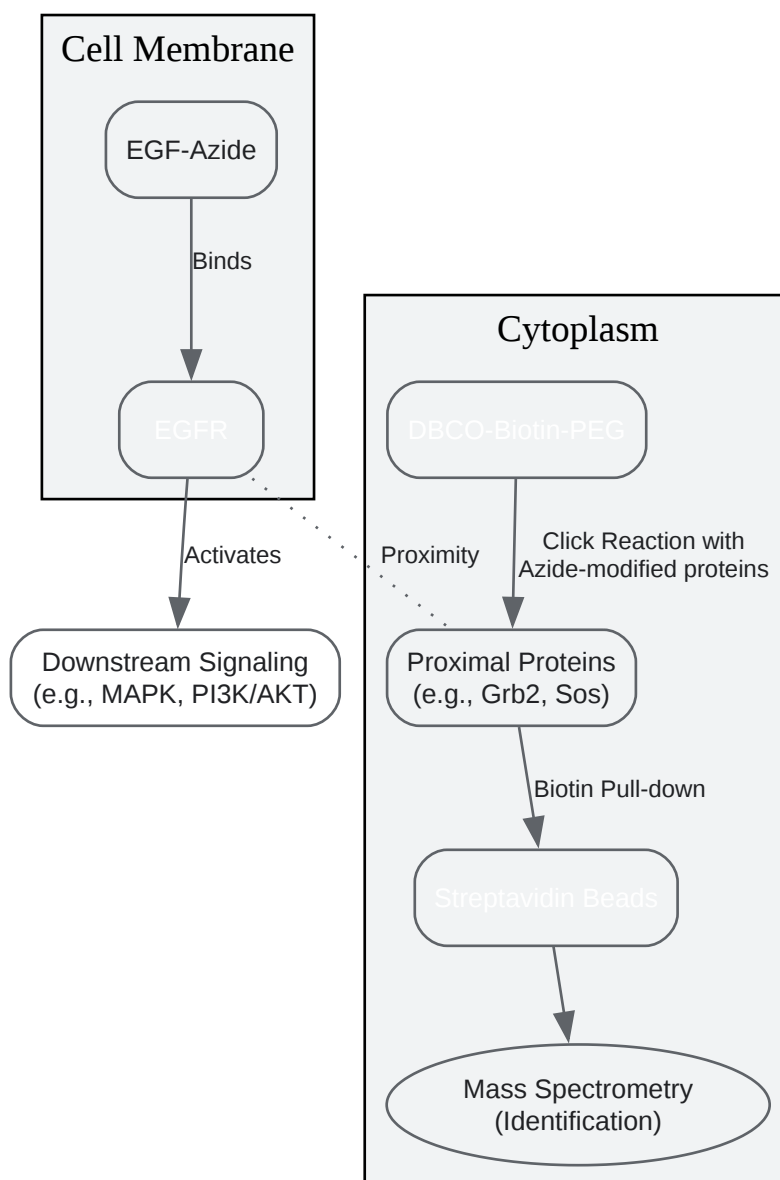 Cell Membrane
EGF-Azide
Binds
Cytoplasm
EGFR
DBCO-Biotin-PEG
Activates
Proximity
Click Reaction with
Azide-modified proteins
Downstream Signaling
(e.g., MAPK, PI3K/AKT)
Proximal Proteins
(e.g., Grb2, Sos)
Biotin Pull-down
Streptavidin Beads
Mass Spectrometry
(Identification)